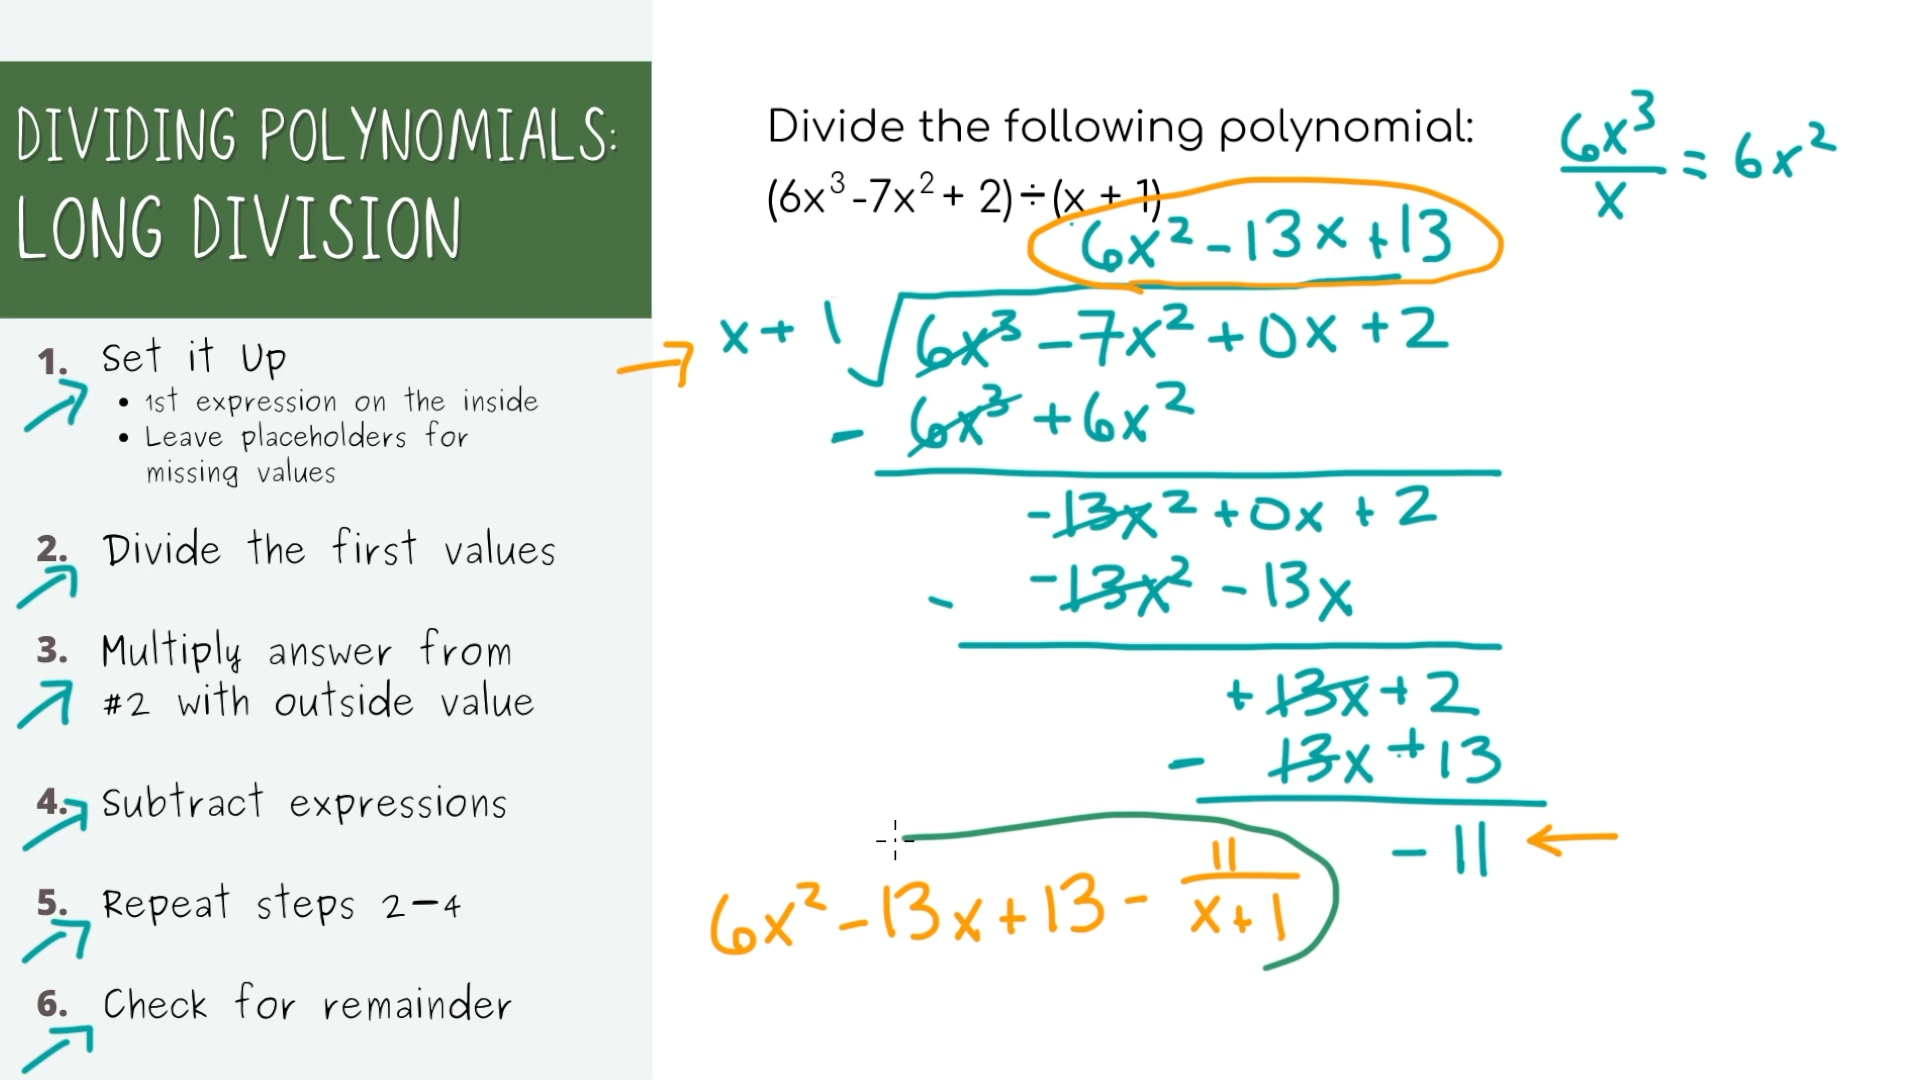 DIVIDING POLYNOMIALS:
LONG DIVISION
1. Set it Up
• 1st expression on the inside
• Leave placeholders for
missing values
2. Divide the first values
3. Multiply answer from
#2 with outside value
4. Subtract expressions
5. Repeat steps 2-4
6. Check for remainder
Divide the following polynomial:
(6x³-7x²+ 2)÷(x + 1)
6x³/x = 6x²
6x² - 13x + 13
x + 1 √ 6x³ - 7x² + 0x + 2
- 6x³ + 6x²
-13x² + 0x + 2
- -13x² - 13x
+ 13x + 2
- 13x + 13
- 11
6x² - 13x + 13 - 11/x+1